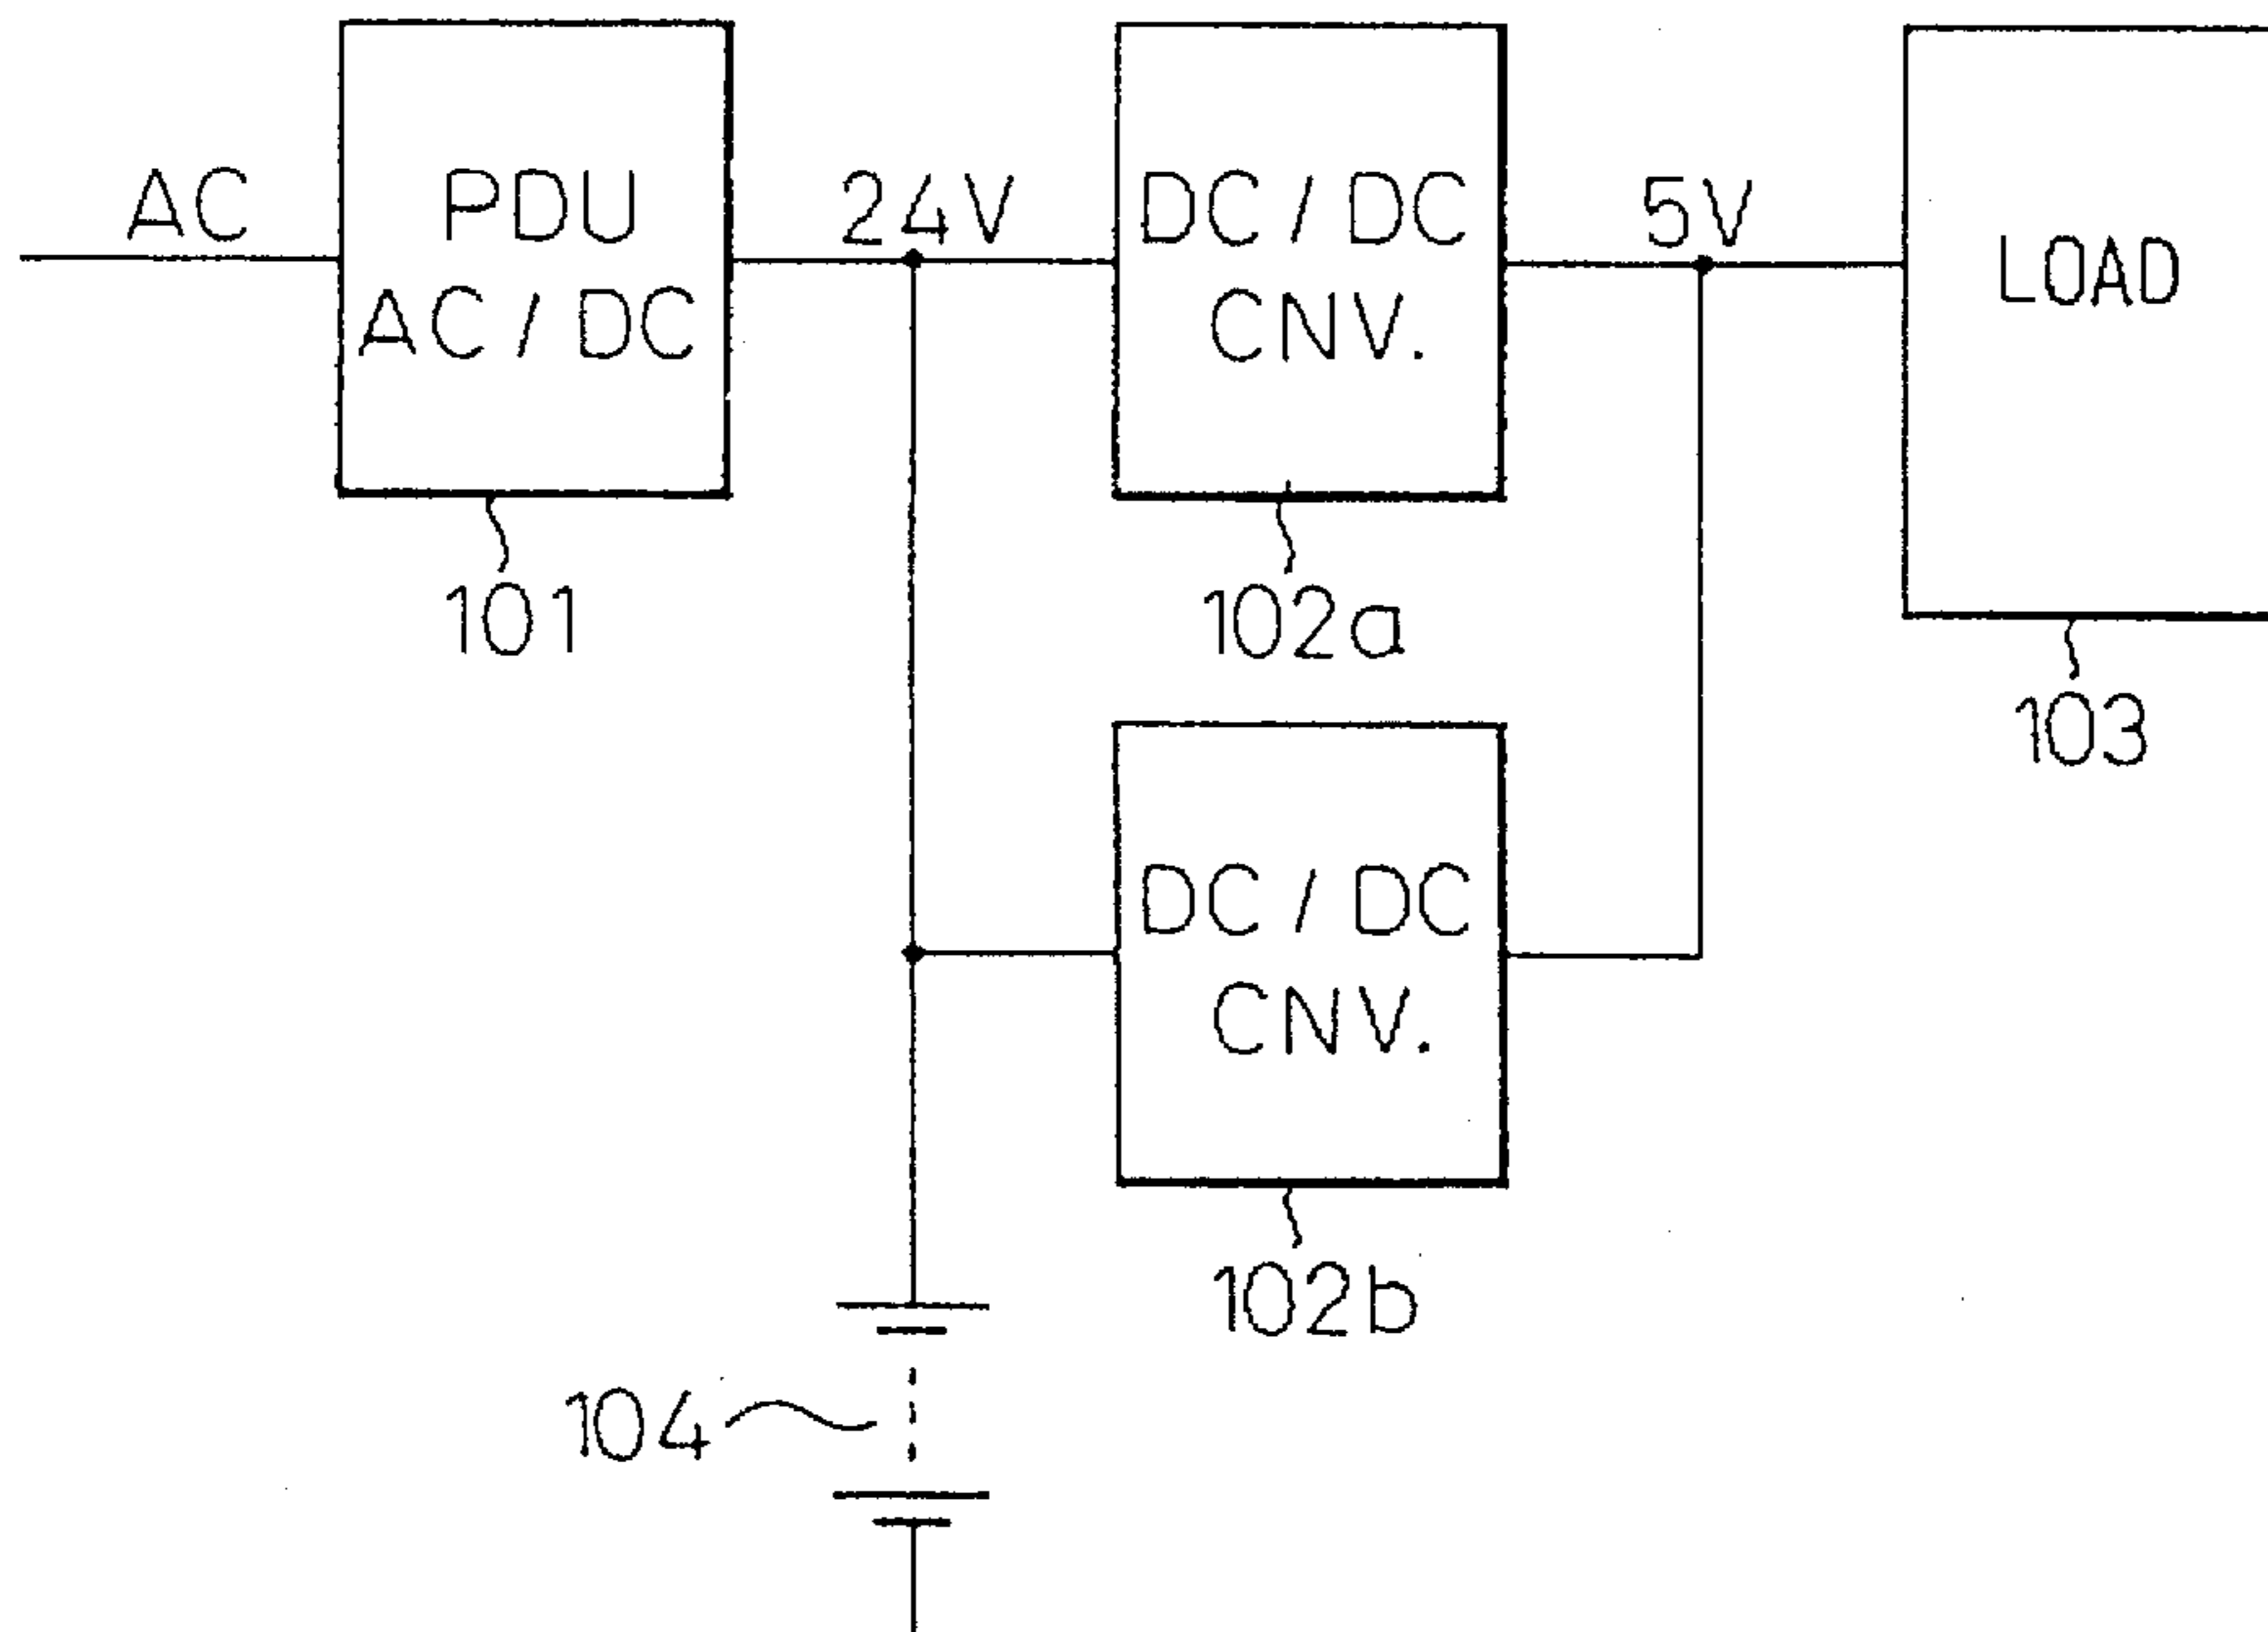 AC
PDU
AC/DC
24V
DC/DC
CNV.
5V
LOAD
101
102a
103
DC/DC
CNV.
102b
104